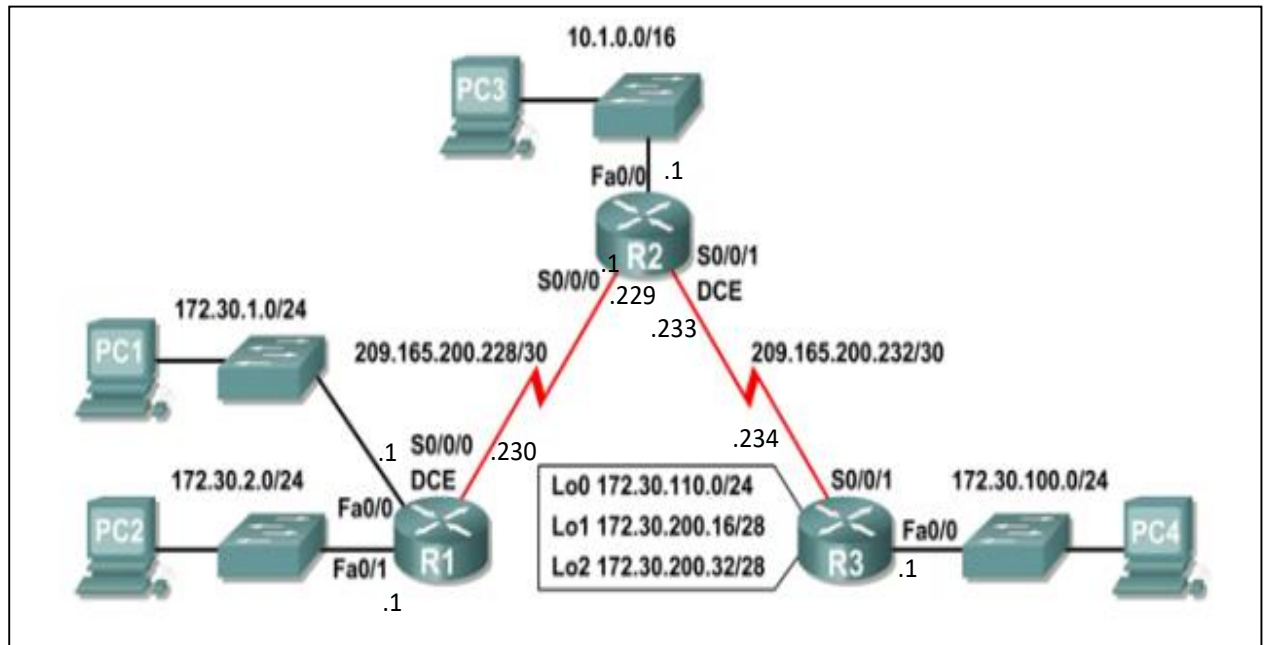 10.1.0.0/16
PC3
Fa0/0
.1
R2
S0/0/1
DCE
S0/0/0
.1
.229
.233
172.30.1.0/24
PC1
209.165.200.228/30
209.165.200.232/30
.1
S0/0/0
DCE
.230
.234
172.30.2.0/24
PC2
Fa0/0
Fa0/1
R1
.1
Lo0 172.30.110.0/24
Lo1 172.30.200.16/28
Lo2 172.30.200.32/28
S0/0/1
172.30.100.0/24
R3
Fa0/0
.1
PC4